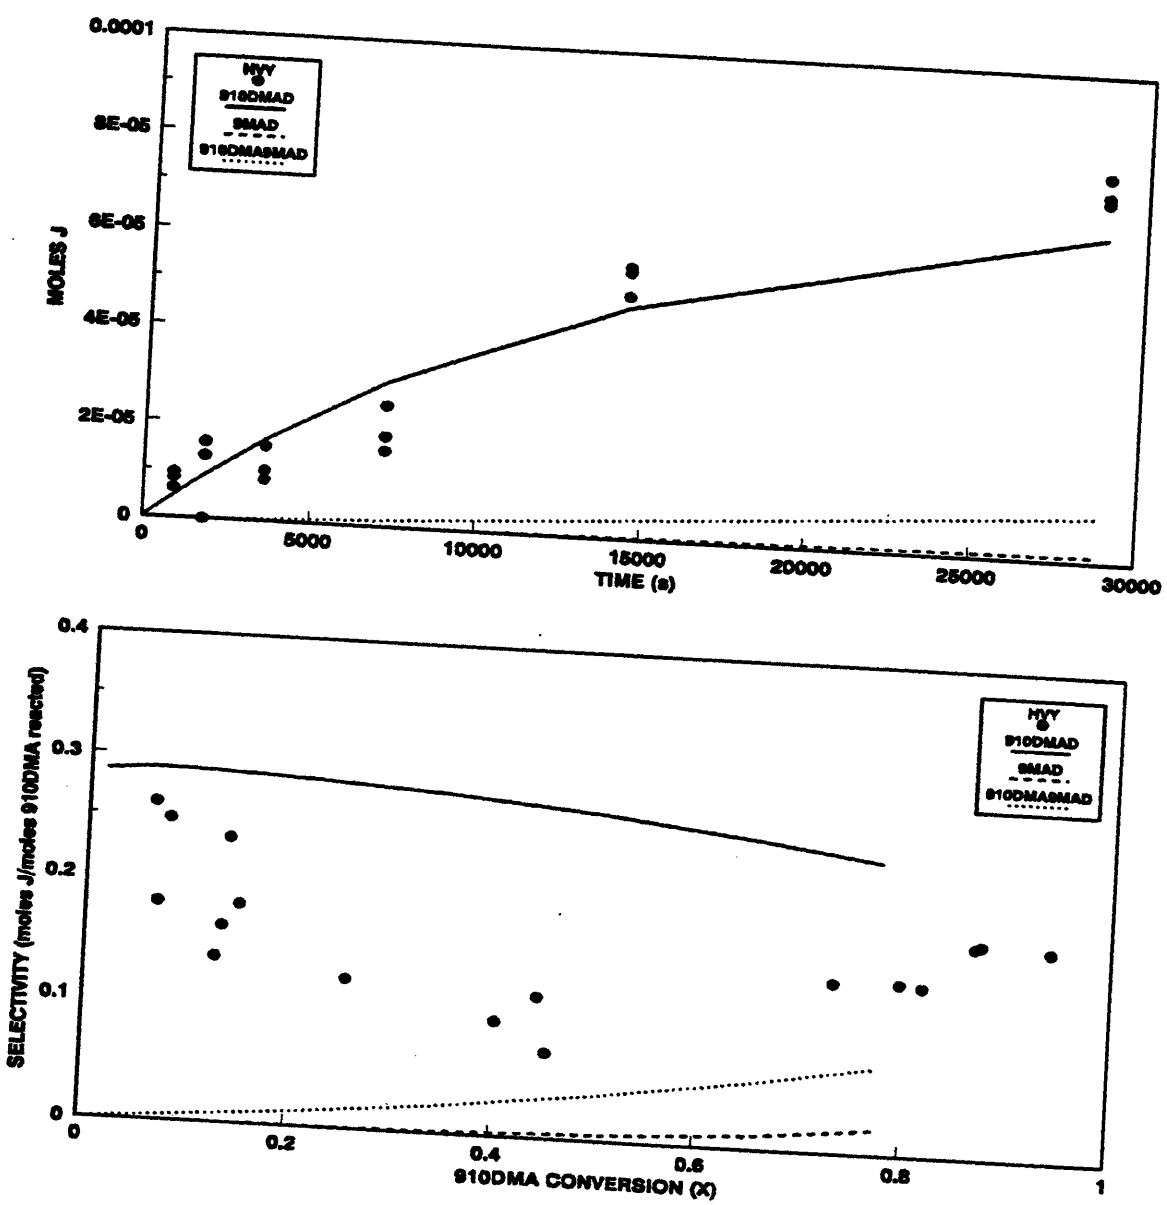 0.0001
HVY
910DMAD
9MAD
910DMA9MAD
8E-05
6E-05
4E-05
2E-05
0
MOLES J
0
5000
10000
15000
20000
25000
30000
TIME (s)
0.4
0.3
0.2
0.1
0
SELECTIVITY (moles J/moles 910DMA reacted)
HVY
910DMAD
9MAD
910DMA9MAD
0
0.2
0.4
0.6
0.8
1
910DMA CONVERSION (X)